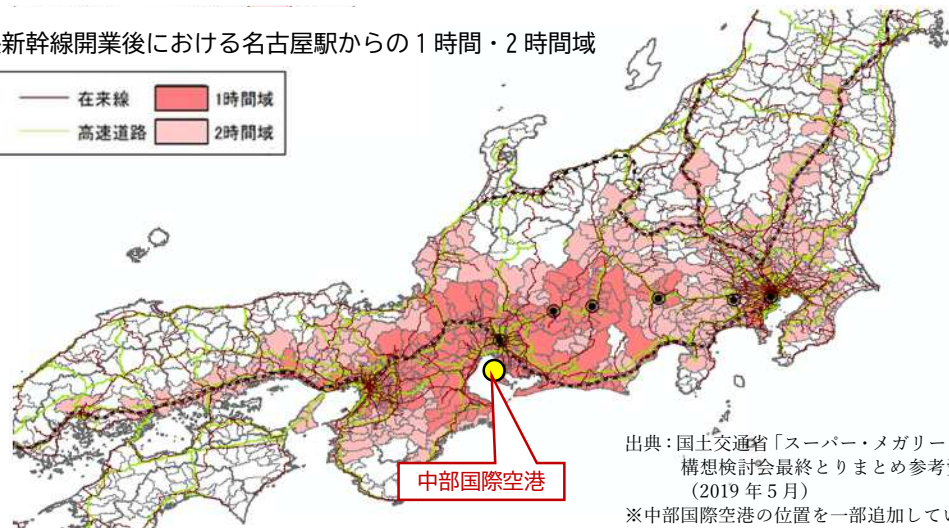 新幹線開業後における名古屋駅からの1時間・2時間域
在来線 1時間域
高速道路 2時間域
中部国際空港
出典：国土交通省「スーパー・メガリー
構想検討会最終とりまとめ参考
（2019年5月）
※中部国際空港の位置を一部追加してい